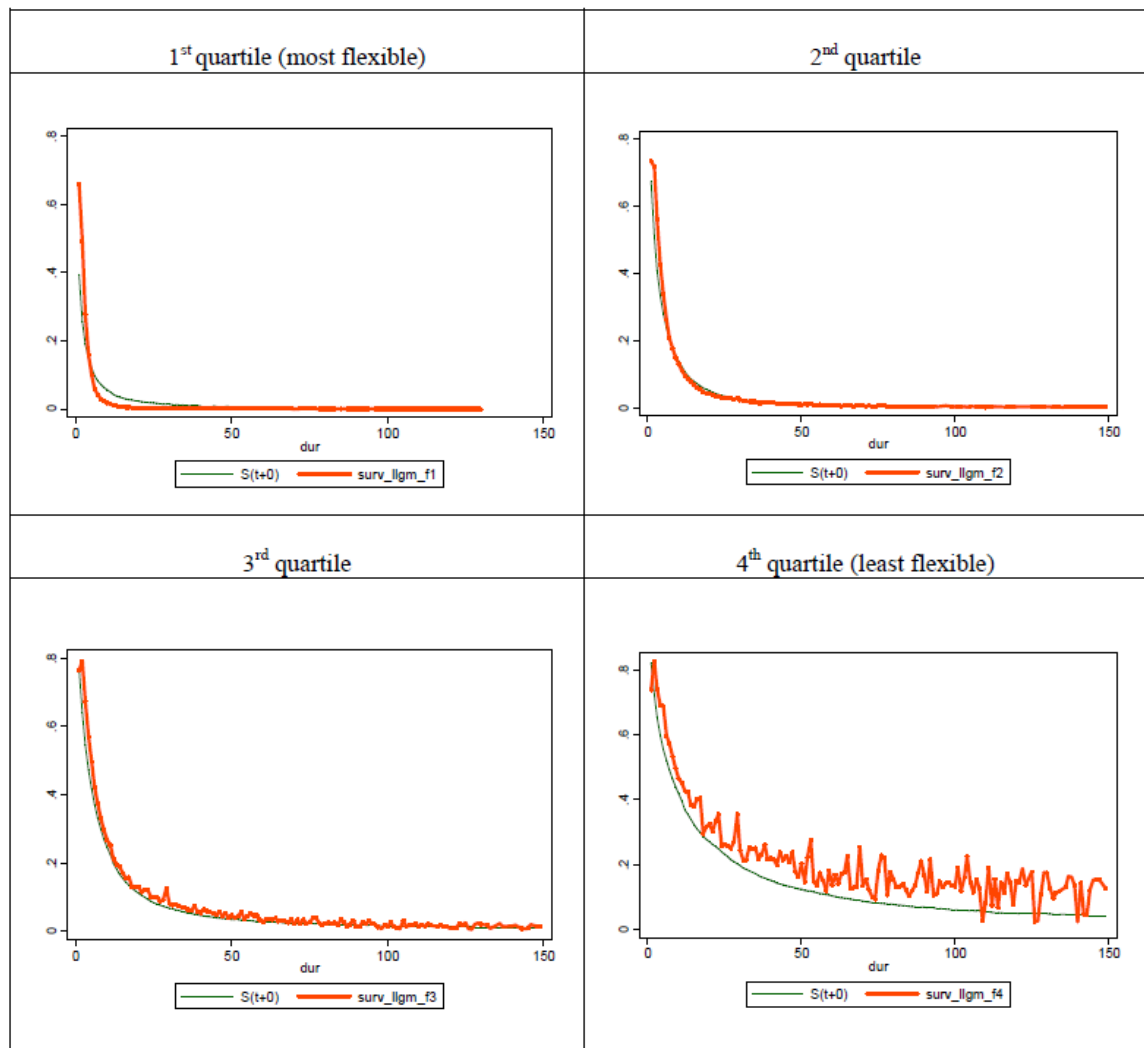 1st quartile (most flexible)
2nd quartile
.8
.6
.4
.2
0
0
50
100
150
dur
S(t+0)
surv_llgm_f1
.8
.6
.4
.2
0
0
50
100
150
dur
S(t+0)
surv_llgm_f2
3rd quartile
4th quartile (least flexible)
.8
.6
.4
.2
0
0
50
100
150
dur
S(t+0)
surv_llgm_f3
.8
.6
.4
.2
0
0
50
100
150
dur
S(t+0)
surv_llgm_f4